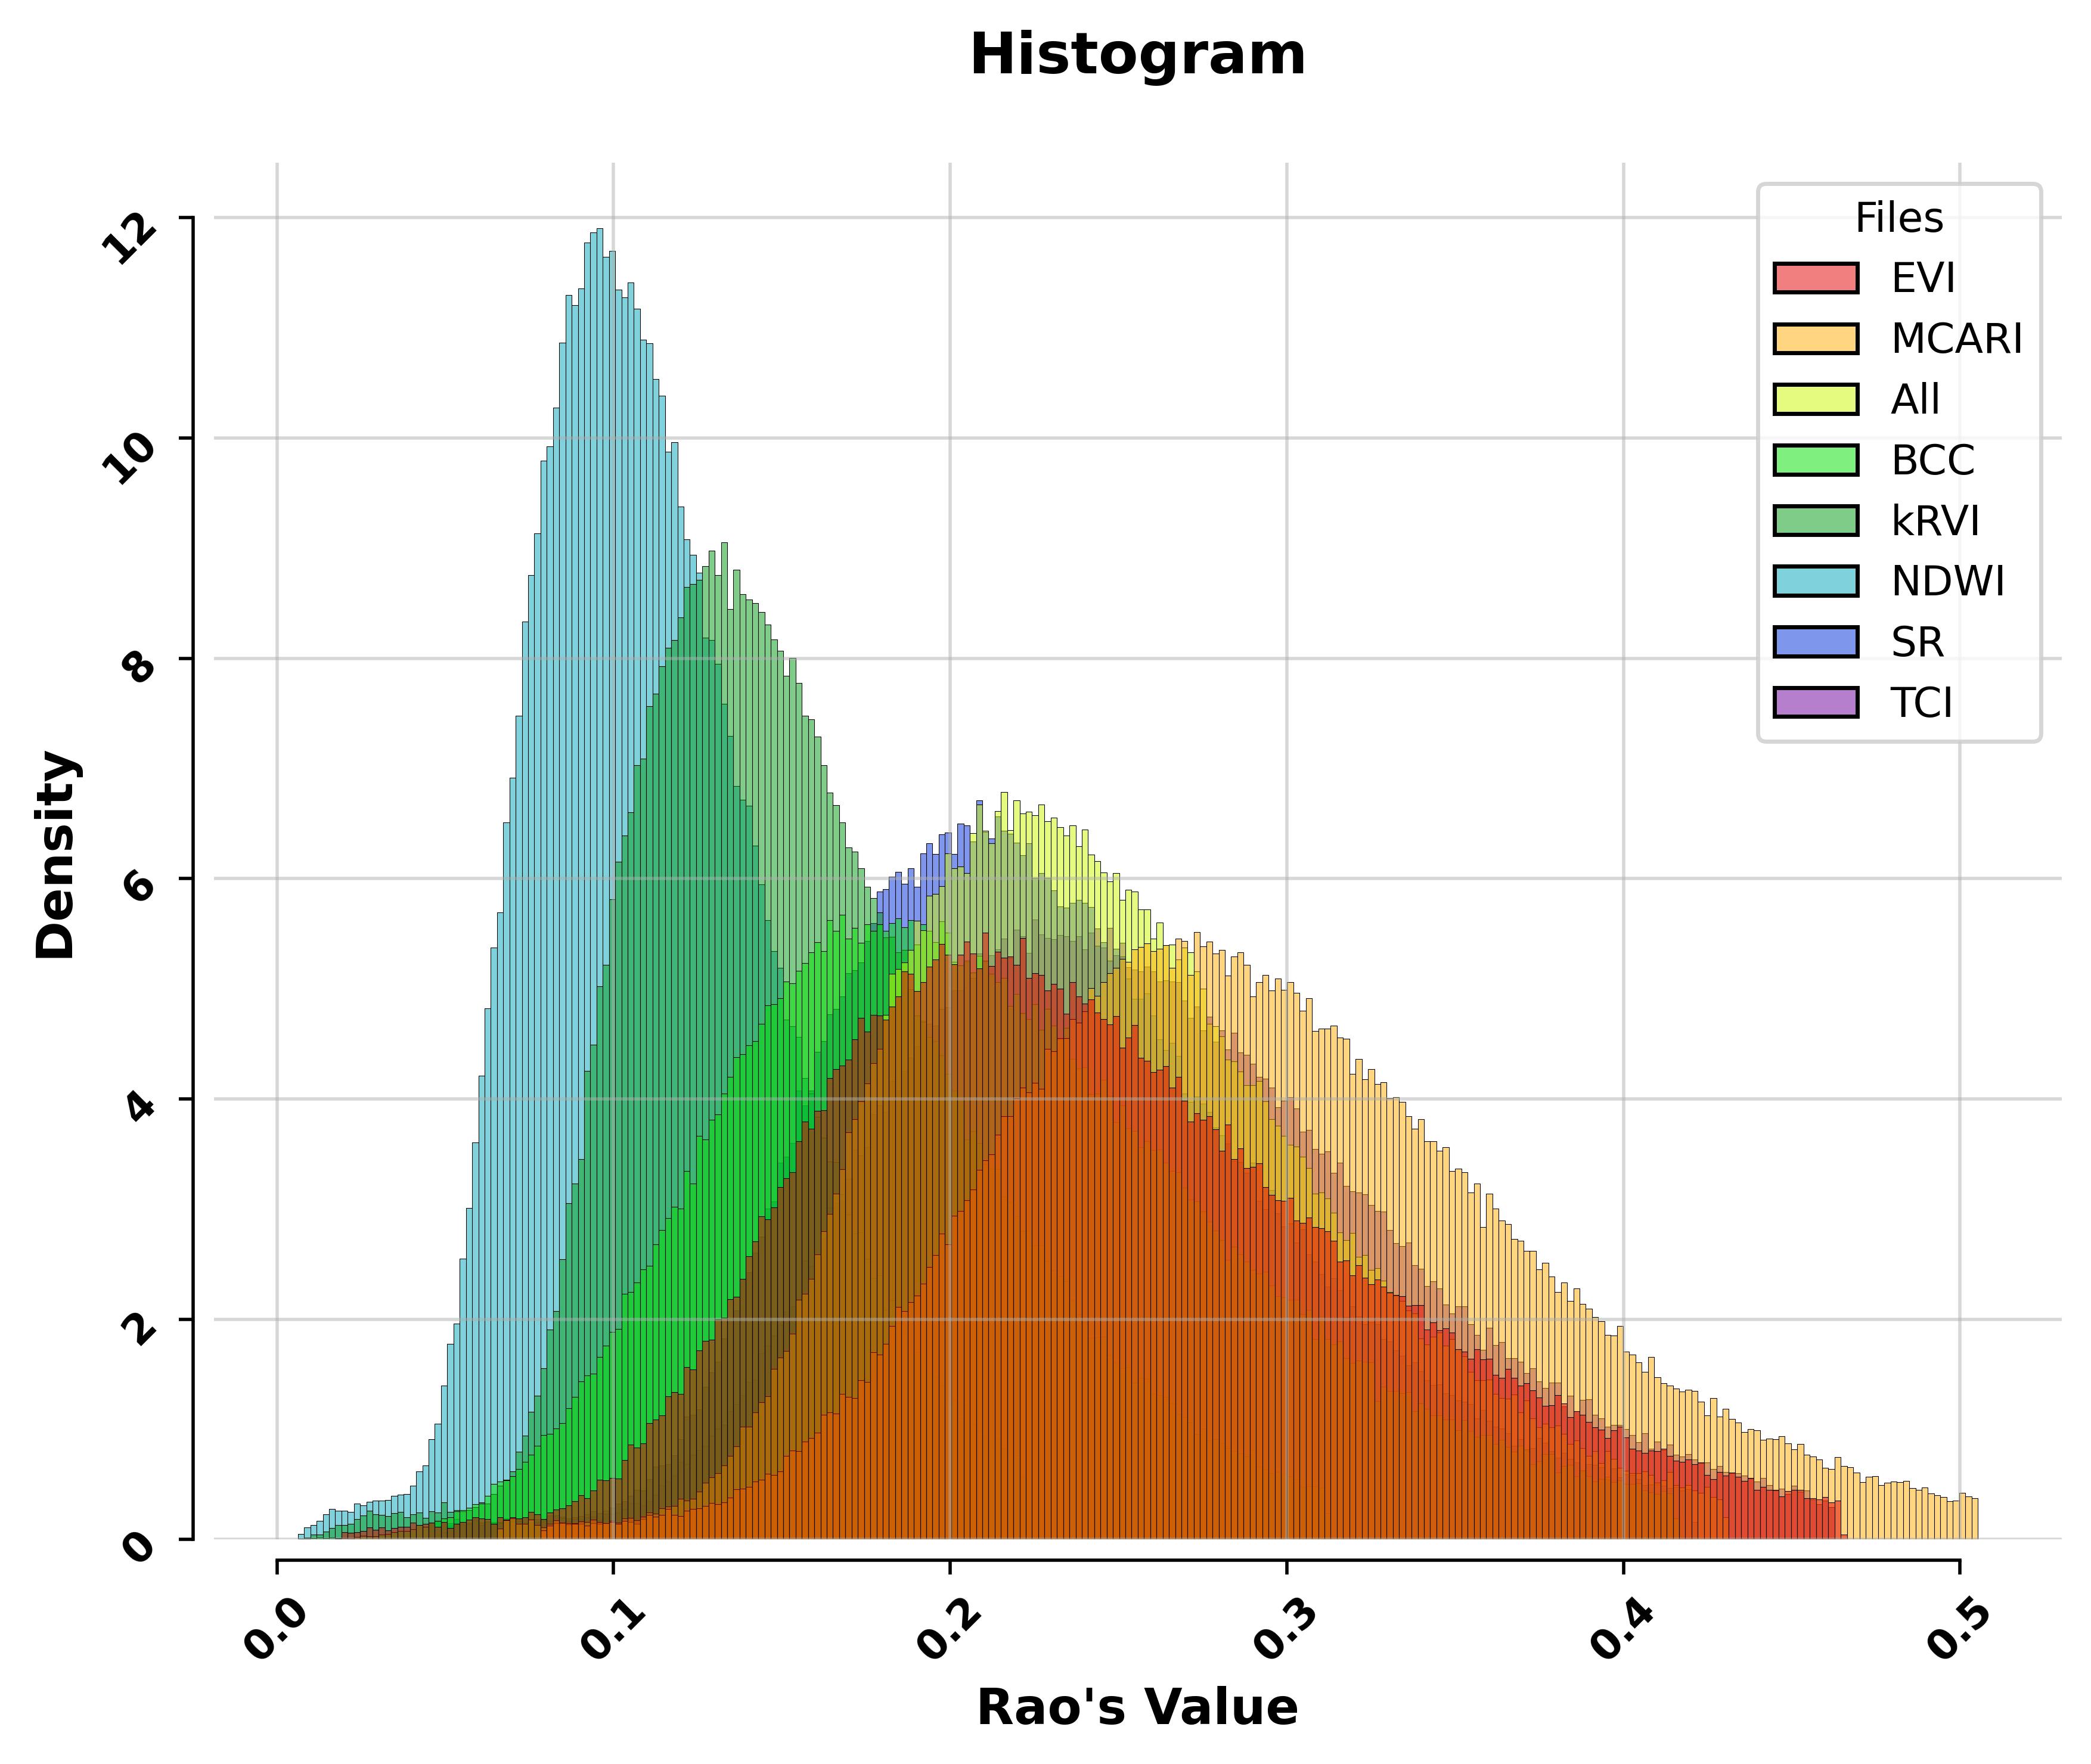 Histogram
Files
EVI
MCARI
All
BCC
kRVI
NDWI
SR
TCI
Density
12
10
8
6
4
2
0
0.0
0.1
0.2
0.3
0.4
0.5
Rao's Value